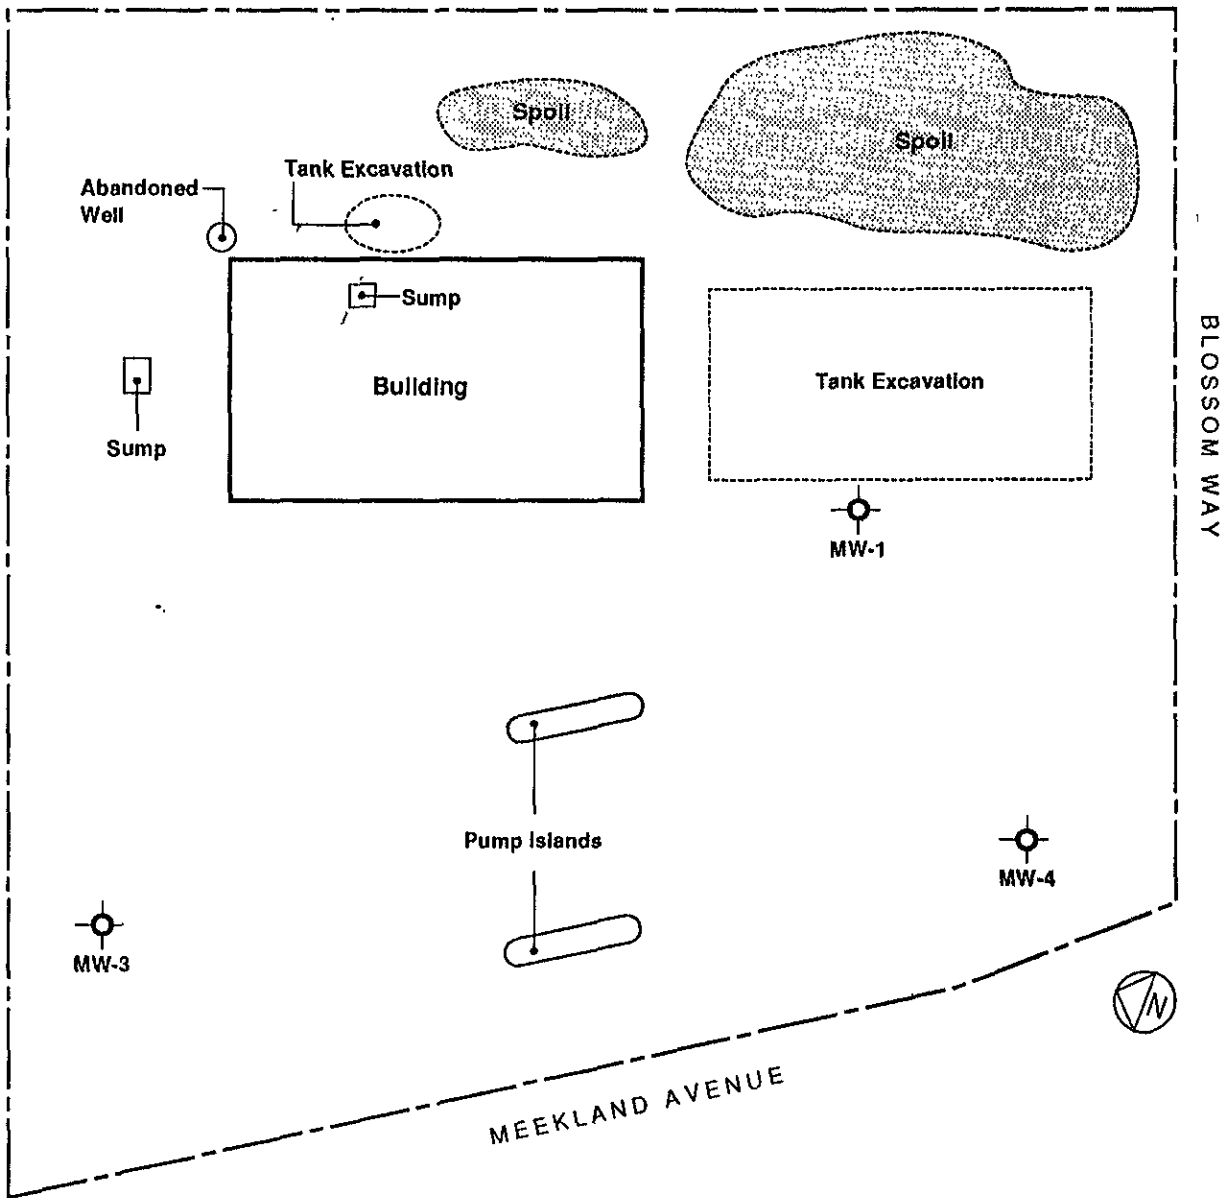 Spoil
Spoil
Tank Excavation
Abandoned
Well
Sump
Building
Tank Excavation
Sump
BLOSSOM WAY
MW-1
Pump Islands
MW-4
MW-3
N
MEEKLAND AVENUE